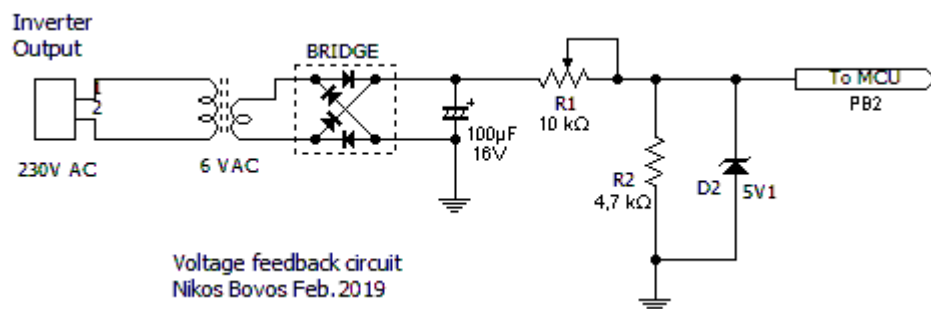 Inverter
Output
BRIDGE
1
2
To MCU
PB2
R1
10 kΩ
+
100μF
16V
230V AC
6 VAC
R2
4,7 kΩ
D2
5V1
Voltage feedback circuit
Nikos Bovos Feb.2019